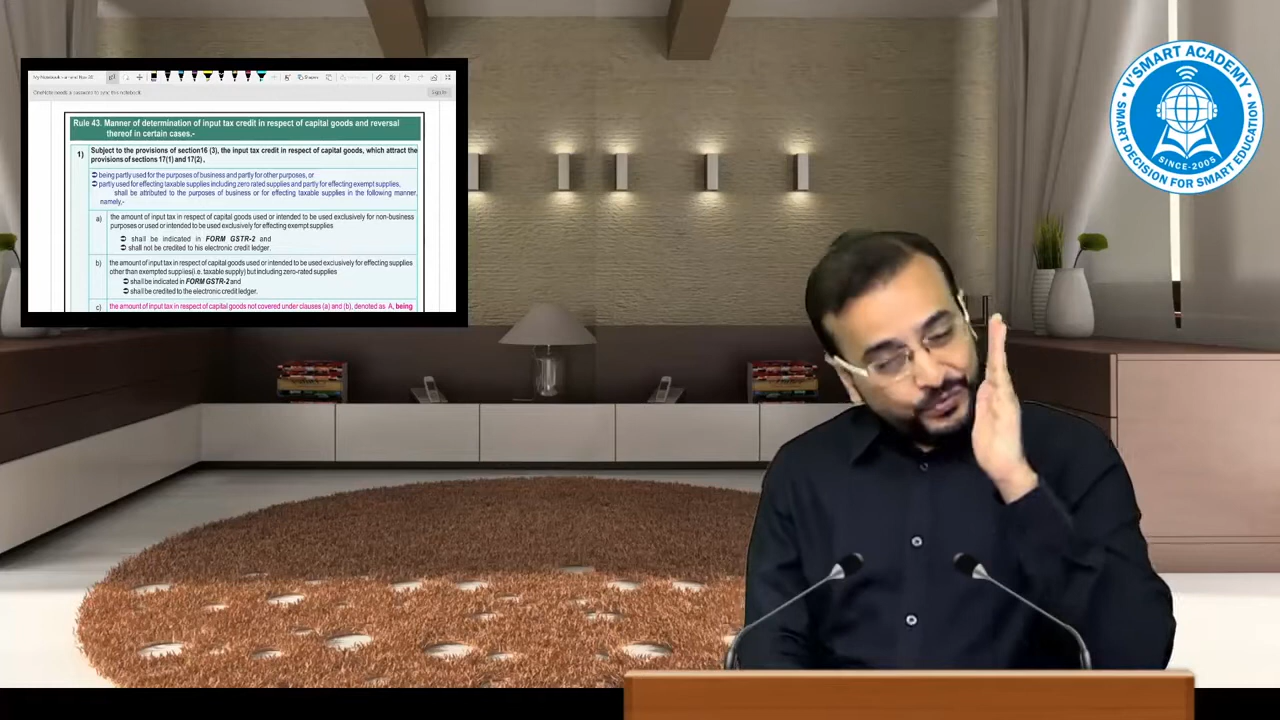 OneNote needs a password to sync this notebook.
Sign In
Rule 43. Manner of determination of input tax credit in respect of capital goods and reversal
thereof in certain cases.-
1) Subject to the provisions of section16 (3), the input tax credit in respect of capital goods, which attract the
provisions of sections 17(1) and 17(2),
➲ being partly used for the purposes of business and partly for other purposes, or
➲ partly used for effecting taxable supplies including zero rated supplies and partly for effecting exempt supplies,
shall be attributed to the purposes of business or for effecting taxable supplies in the following manner,
namely,-
a) the amount of input tax in respect of capital goods used or intended to be used exclusively for non-business
purposes or used or intended to be used exclusively for effecting exempt supplies
➲ shall be indicated in FORM GSTR-2 and
➲ shall not be credited to his electronic credit ledger.
b) the amount of input tax in respect of capital goods used or intended to be used exclusively for effecting supplies
other than exempted supplies(i.e. taxable supply) but including zero-rated supplies
➲ shall be indicated in FORM GSTR-2 and
➲ shall be credited to the electronic credit ledger.
c) the amount of input tax in respect of capital goods not covered under clauses (a) and (b), denoted as A, being
V'SMART ACADEMY
SINCE-2005
SMART DECISION FOR SMART EDUCATION